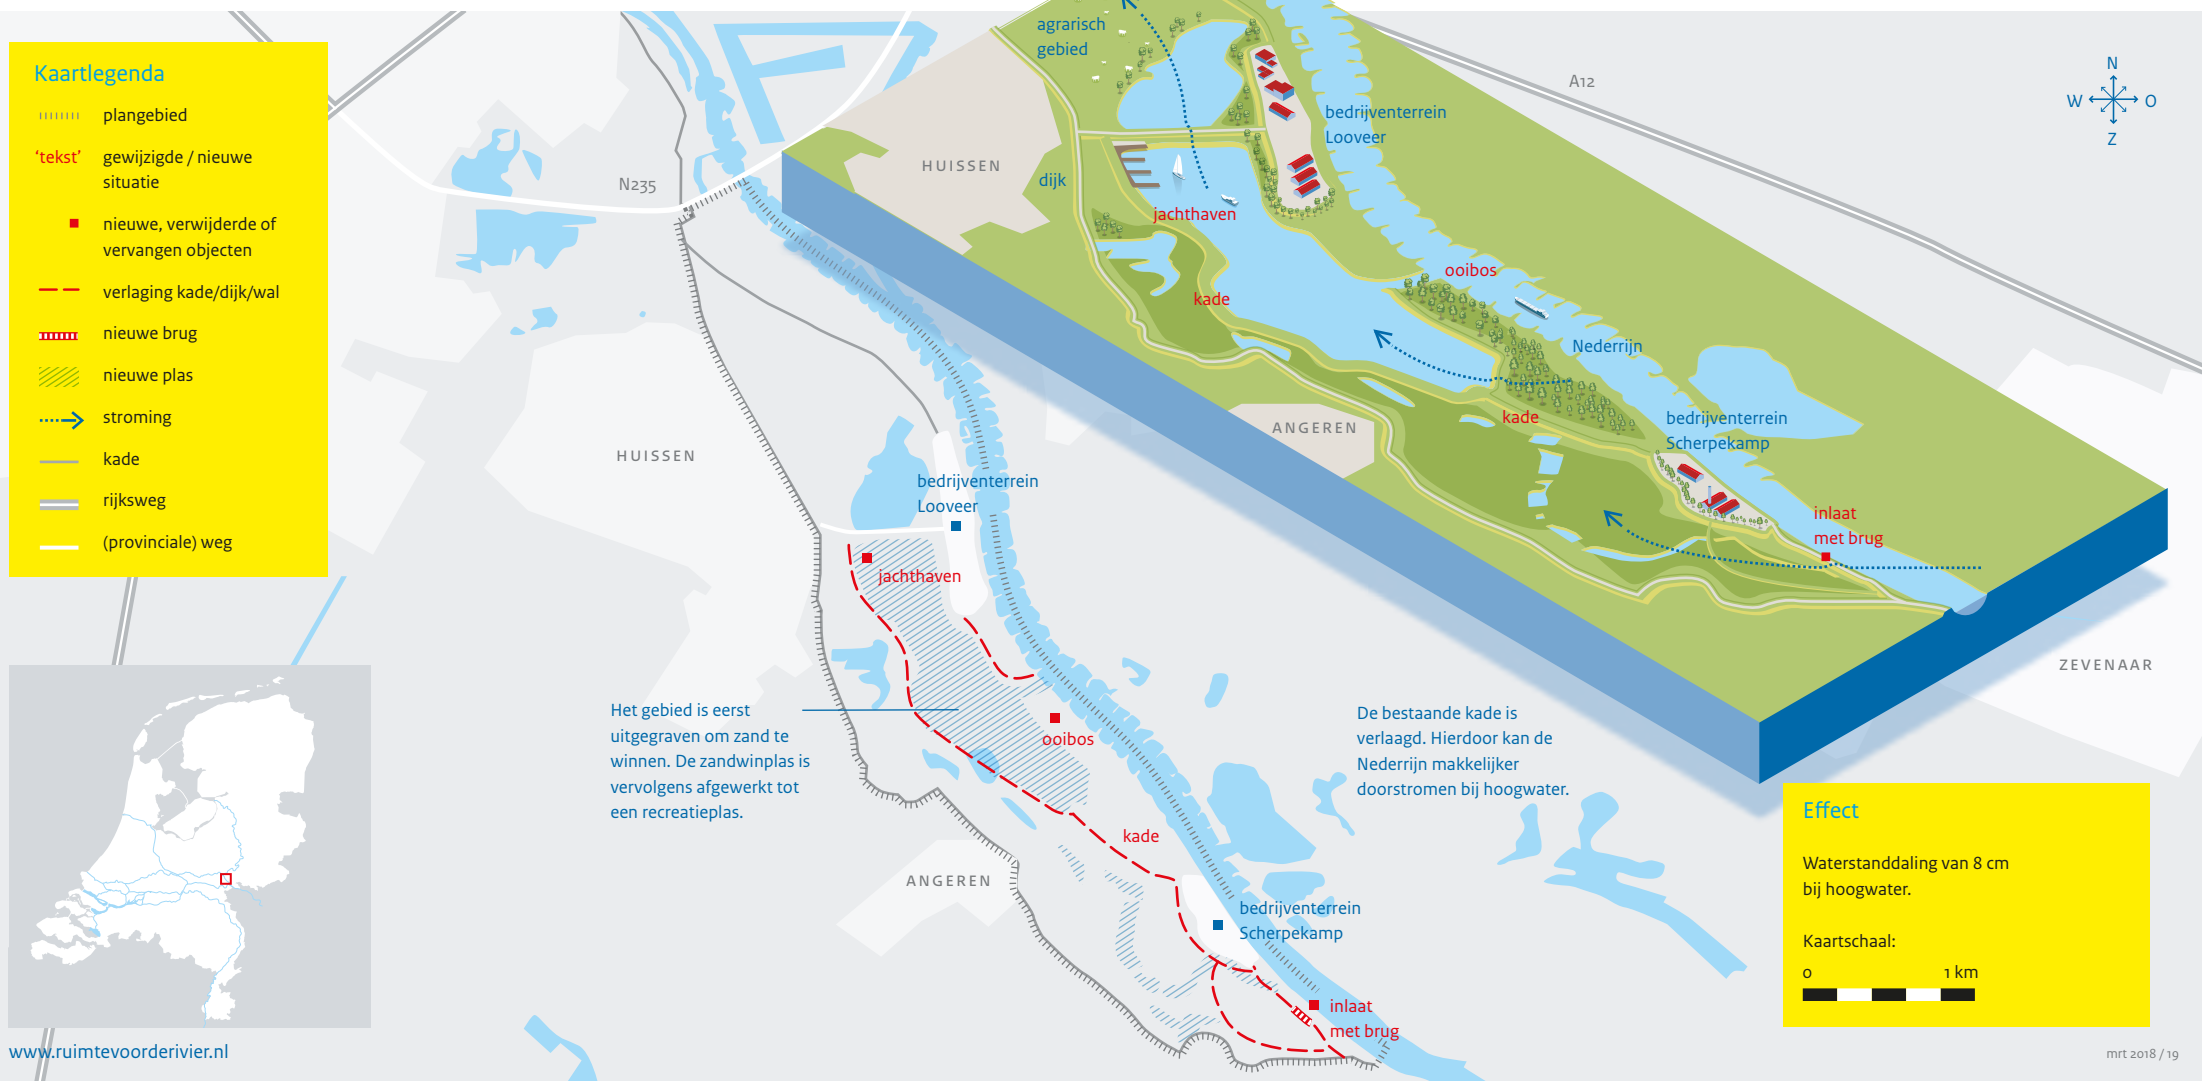 Kaartlegenda
plangebied
‘tekst’ gewijzigde / nieuwe
situatie
nieuwe, verwijderde of
vervangen objecten
verlaging kade/dijk/wal
nieuwe brug
nieuwe plas
stroming
kade
rijksweg
(provinciale) weg
www.ruimtevoorderivier.nl
N235
HUISSEN
bedrijventerrein
Looveer
jachthaven
Het gebied is eerst
uitgegraven om zand te
winnen. De zandwinplas is
vervolgens afgewerkt tot
een recreatieplas.
ooibos
kade
ANGEREN
bedrijventerrein
Scherpekamp
inlaat
met brug
De bestaande kade is
verlaagd. Hierdoor kan de
Nederrijn makkelijker
doorstromen bij hoogwater.
agrarisch
gebied
HUISSEN
dijk
bedrijventerrein
Looveer
jachthaven
kade
ooibos
Nederrijn
ANGEREN
kade
bedrijventerrein
Scherpekamp
inlaat
met brug
A12
N
W O
Z
ZEVENAAR
Effect
Waterstanddaling van 8 cm
bij hoogwater.
Kaartschaal:
0 1 km
mrt 2018 / 19